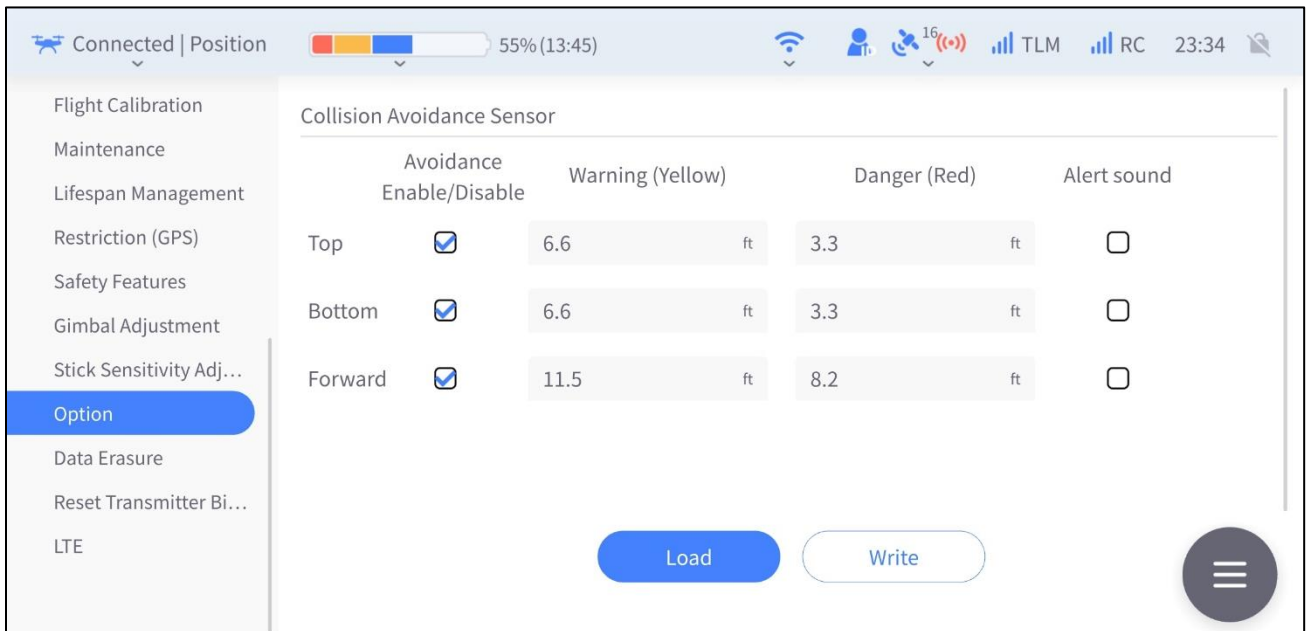 Connected | Position 55% (13:45) 16 TLM RC 23:34
Flight Calibration
Maintenance
Lifespan Management
Restriction (GPS)
Safety Features
Gimbal Adjustment
Stick Sensitivity Adj...
Option
Data Erasure
Reset Transmitter Bi...
LTE
Collision Avoidance Sensor
Avoidance
Enable/Disable Warning (Yellow) Danger (Red) Alert sound
Top 6.6 ft 3.3 ft
Bottom 6.6 ft 3.3 ft
Forward 11.5 ft 8.2 ft
Load Write